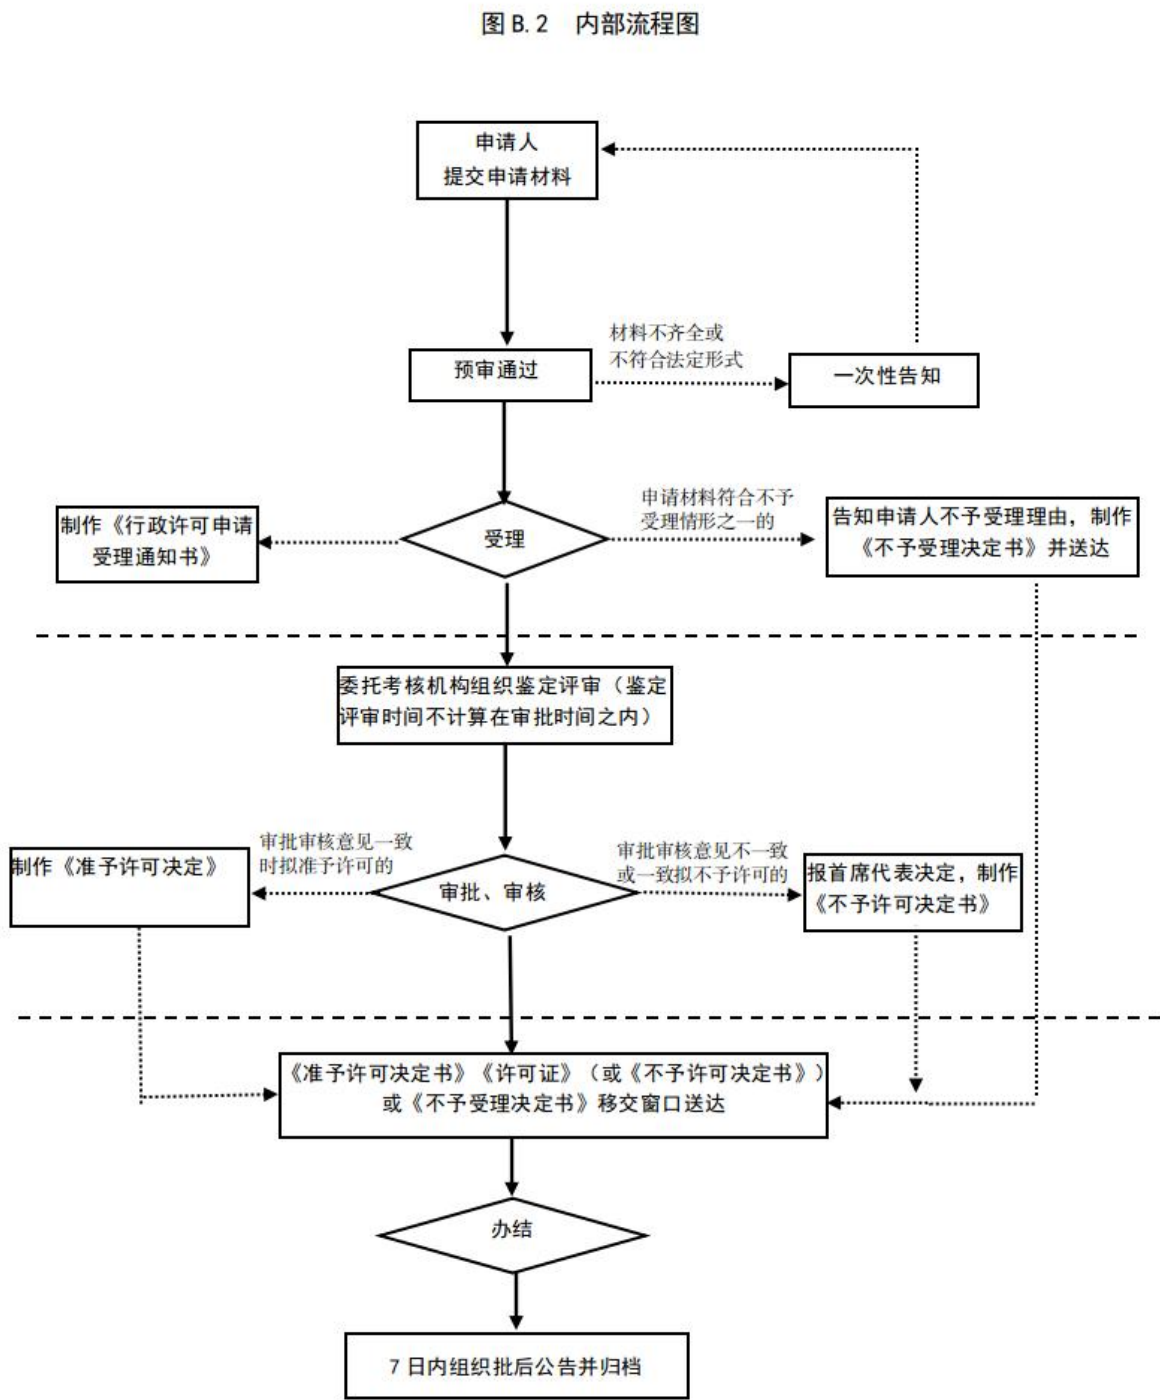 图 B.2 内部流程图
申请人
提交申请材料
材料不齐全或
不符合法定形式
预审通过
一次性告知
申请材料符合不予
受理情形之一的
制作《行政许可申请
受理通知书》
受理
告知申请人不予受理理由，制作
《不予受理决定书》并送达
委托考核机构组织鉴定评审（鉴定
评审时间不计算在审批时间之内）
审批审核意见一致
时拟准予许可的
审批审核意见不一致
或一致拟不予许可的
制作《准予许可决定》
审批、审核
报首席代表决定，制作
《不予许可决定书》
《准予许可决定书》《许可证》（或《不予许可决定书》）
或《不予受理决定书》移交窗口送达
办结
7 日内组织批后公告并归档